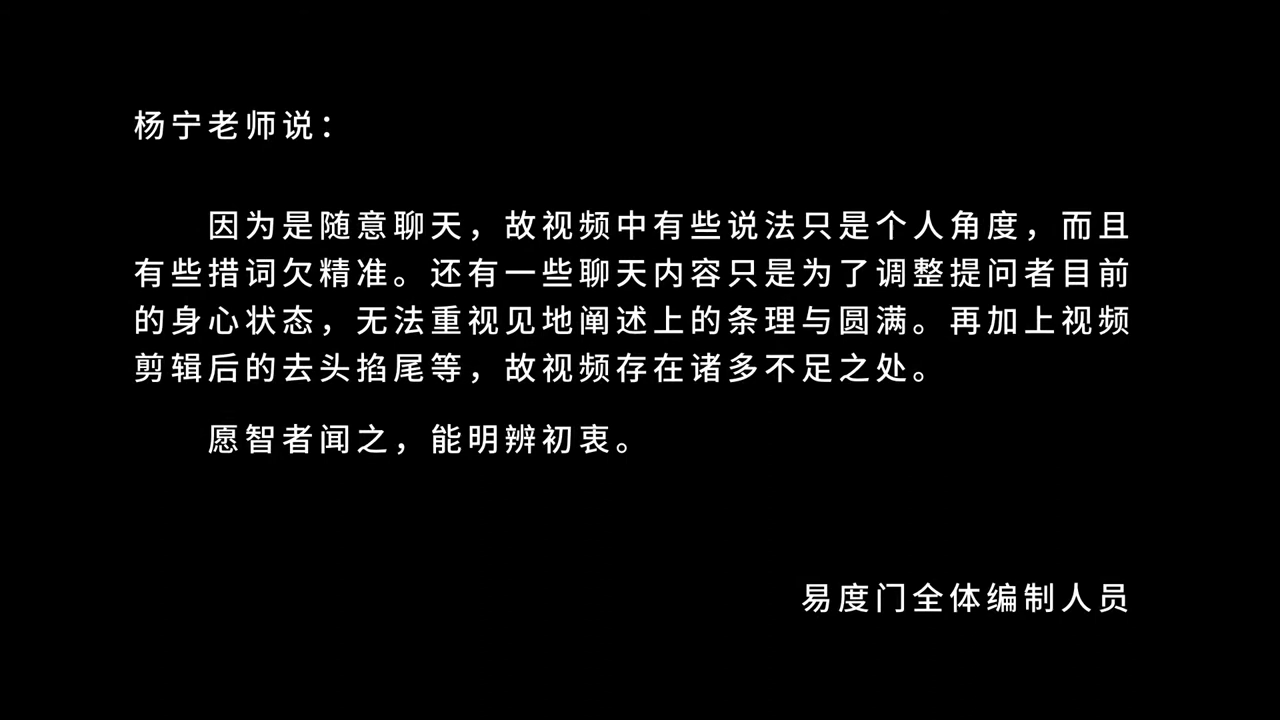 杨宁老师说：
因为是随意聊天，故视频中有些说法只是个人角度，而且
有些措词欠精准。还有一些聊天内容只是为了调整提问者目前
的身心状态，无法重视见地阐述上的条理与圆满。再加上视频
剪辑后的去头掐尾等，故视频存在诸多不足之处。
愿智者闻之，能明辨初衷。
易度门全体编制人员